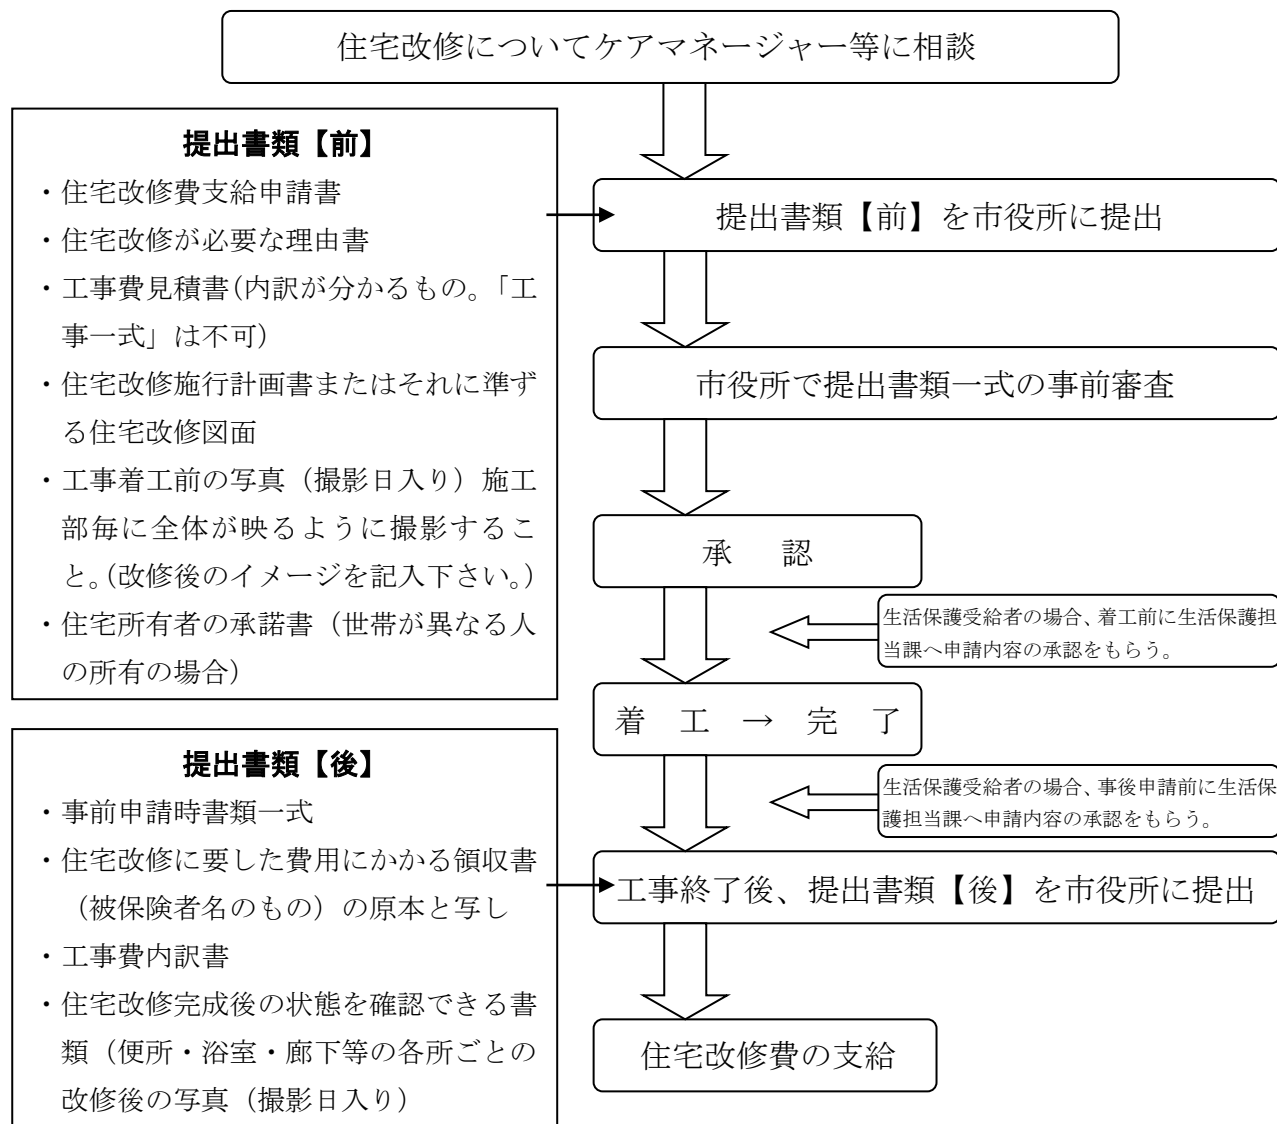 住宅改修についてケアマネージャー等に相談
提出書類【前】
・住宅改修費支給申請書
・住宅改修が必要な理由書
・工事費見積書(内訳が分かるもの。「工
事一式」は不可)
・住宅改修施行計画書またはそれに準ず
る住宅改修図面
・工事着工前の写真（撮影日入り）施工
部毎に全体が映るように撮影するこ
と。(改修後のイメージを記入下さい。)
・住宅所有者の承諾書（世帯が異なる人
の所有の場合）
提出書類【前】を市役所に提出
市役所で提出書類一式の事前審査
承　認
生活保護受給者の場合、着工前に生活保護担
当課へ申請内容の承認をもらう。
着　工　→　完　了
生活保護受給者の場合、事後申請前に生活保
護担当課へ申請内容の承認をもらう。
提出書類【後】
・事前申請時書類一式
・住宅改修に要した費用にかかる領収書
（被保険者名のもの）の原本と写し
・工事費内訳書
・住宅改修完成後の状態を確認できる書
類（便所・浴室・廊下等の各所ごとの
改修後の写真（撮影日入り）
工事終了後、提出書類【後】を市役所に提出
住宅改修費の支給